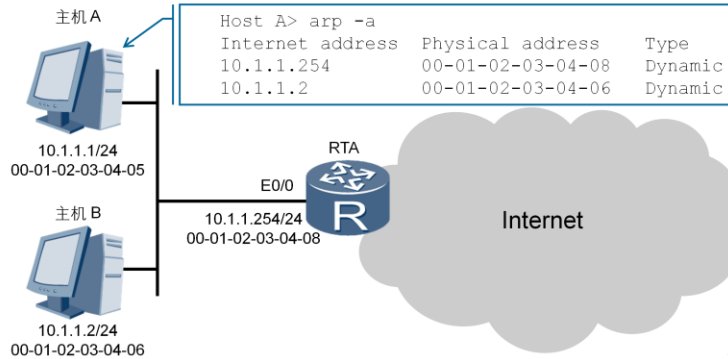 主机 A
Host A> arp -a
Internet address Physical address Type
10.1.1.254 00-01-02-03-04-08 Dynamic
10.1.1.2 00-01-02-03-04-06 Dynamic
10.1.1.1/24
00-01-02-03-04-05
RTA
E0/0
R
10.1.1.254/24
00-01-02-03-04-08
Internet
主机 B
10.1.1.2/24
00-01-02-03-04-06